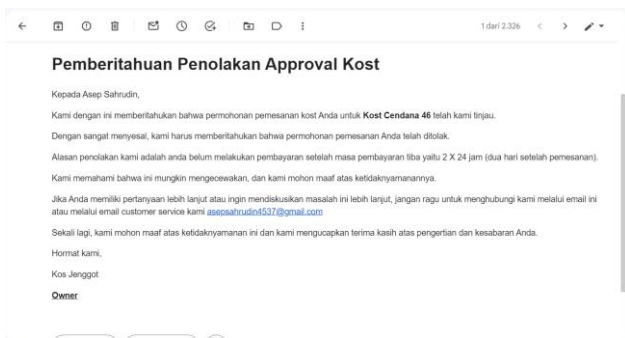 1 dari 2.326
Pemberitahuan Penolakan Approval Kost
Kepada Asep Sahrudin,
Kami dengan ini memberitahukan bahwa permohonan pemesanan kost Anda untuk Kost Cendana 46 telah kami tinjau.
Dengan sangat menyesal, kami harus memberitahukan bahwa permohonan pemesanan Anda telah ditolak.
Alasan penolakan kami adalah anda belum melakukan pembayaran setelah masa pembayaran tiba yaitu 2 X 24 jam (dua hari setelah pemesanan).
Kami memahami bahwa ini mungkin mengecewakan, dan kami mohon maaf atas ketidaknyamanannya.
Jika Anda memiliki pertanyaan lebih lanjut atau ingin mendiskusikan masalah ini lebih lanjut, jangan ragu untuk menghubungi kami melalui email ini
atau melalui email customer service kami asepsahrudin4537@gmail.com
Sekali lagi, kami mohon maaf atas ketidaknyamanan ini dan kami mengucapkan terima kasih atas pengertian dan kesabaran Anda.
Hormat kami,
Kos Jenggot
Owner